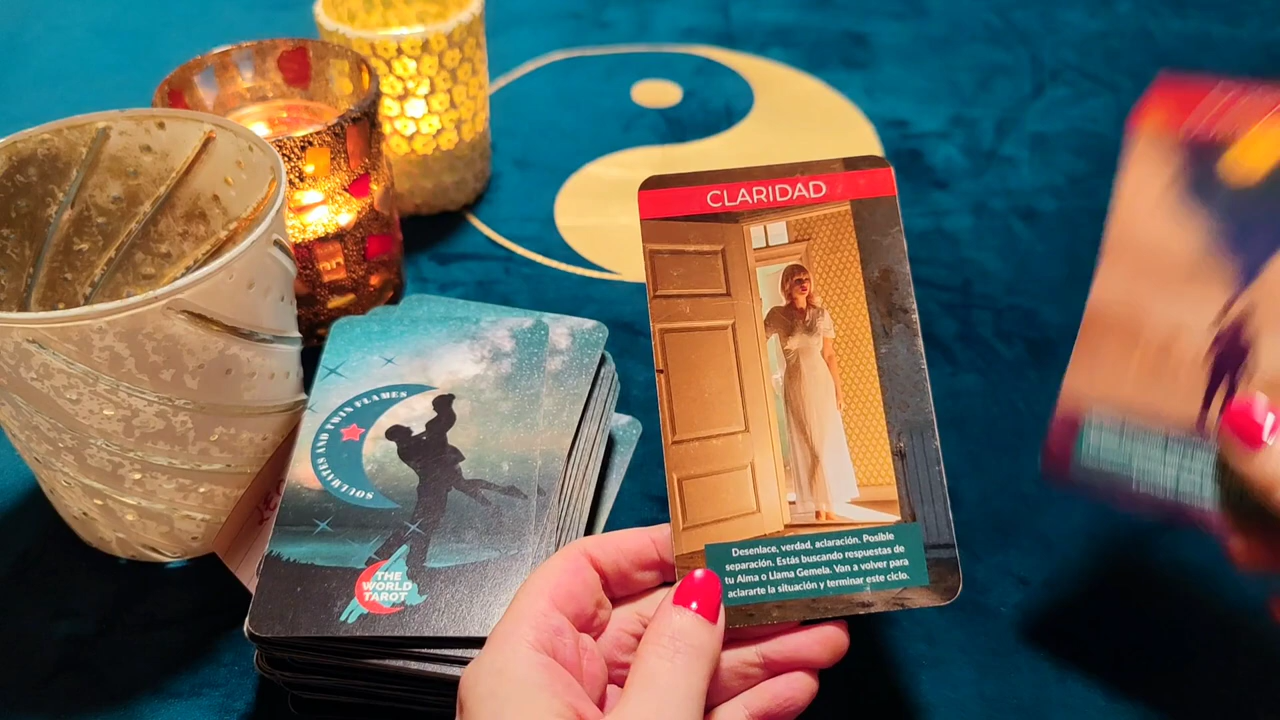 CLARIDAD
Desenlace, verdad, aclaración. Posible
separación. Estás buscando respuestas de
tu Alma o Llama Gemela. Van a volver para
aclararte la situación y terminar este ciclo.
SOULMATES AND TWIN FLAMES
THE
WORLD
TAROT